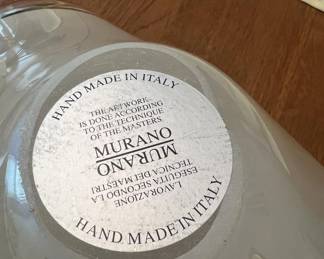 HAND MADE IN ITALY
THE ARTWORK
IS DONE ACCORDING
TO THE TECHNIQUE
OF THE MASTERS
MURANO
MURANO
LAVORAZIONE
ESEGUITA SECONDO LA
TECNICA DEI MAESTRI
HAND MADE IN ITALY